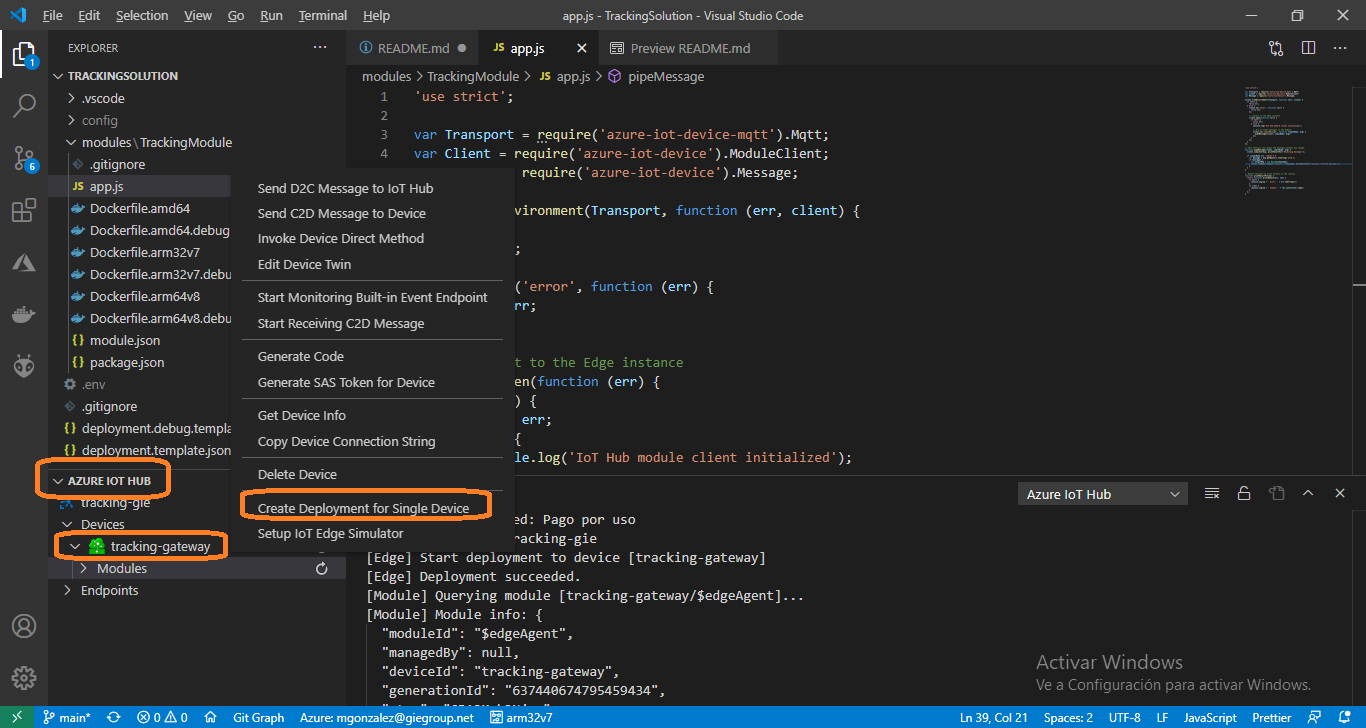 File Edit Selection View Go Run Terminal Help app.js - TrackingSolution - Visual Studio Code
EXPLORER ···
README.md
JS app.js
Preview README.md
TRACKINGSOLUTION
.vscode
config
modules\TrackingModule
.gitignore
JS app.js
Dockerfile.amd64
Dockerfile.amd64.debug
Dockerfile.arm32v7
Dockerfile.arm32v7.debu
Dockerfile.arm64v8
Dockerfile.arm64v8.debu
{} module.json
{} package.json
.env
.gitignore
{} deployment.debug.templa
{} deployment.template.json
AZURE IOT HUB
tracking-gie
Devices
tracking-gateway
Modules
Endpoints
1
6
modules > TrackingModule > JS app.js > pipeMessage
1 'use strict';
2
3 var Transport = require('azure-iot-device-mqtt').Mqtt;
4 var Client = require('azure-iot-device').ModuleClient;
require('azure-iot-device').Message;
vironment(Transport, function (err, client) {
;
('error', function (err) {
rr;
t to the Edge instance
en(function (err) {
) {
err;
{
le.log('IoT Hub module client initialized');
Send D2C Message to IoT Hub
Send C2D Message to Device
Invoke Device Direct Method
Edit Device Twin
Start Monitoring Built-in Event Endpoint
Start Receiving C2D Message
Generate Code
Generate SAS Token for Device
Get Device Info
Copy Device Connection String
Delete Device
Create Deployment for Single Device
Setup IoT Edge Simulator
Azure IoT Hub
ed: Pago por uso
racking-gie
[Edge] Start deployment to device [tracking-gateway]
[Edge] Deployment succeeded.
[Module] Querying module [tracking-gateway/$edgeAgent]...
[Module] Module info: {
"moduleId": "$edgeAgent",
"managedBy": null,
"deviceId": "tracking-gateway",
"generationId": "637440674795459434",
Activar Windows
Ve a Configuración para activar Windows.
main* 0 0 Git Graph Azure: mgonzalez@giegroup.net arm32v7 Ln 39, Col 21 Spaces: 2 UTF-8 LF JavaScript Prettier